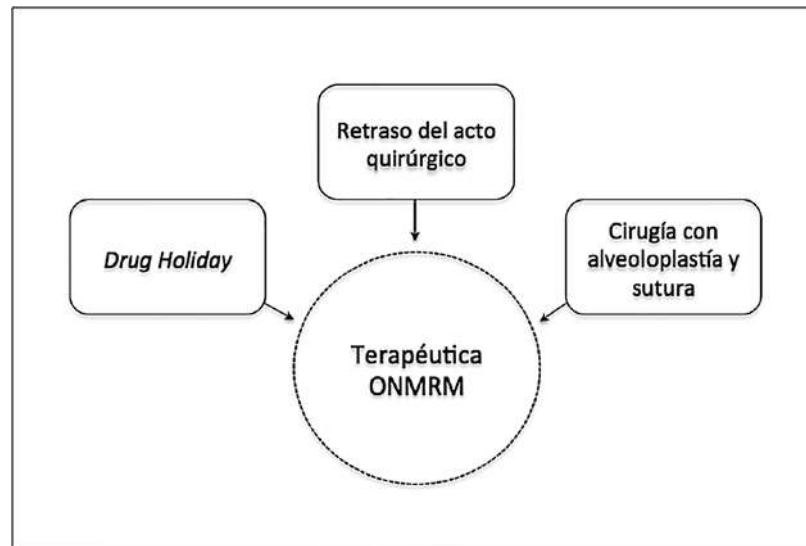 Retraso del acto
quirúrgico
Drug Holiday
Cirugía con
alveoloplastía y
sutura
Terapéutica
ONMRM